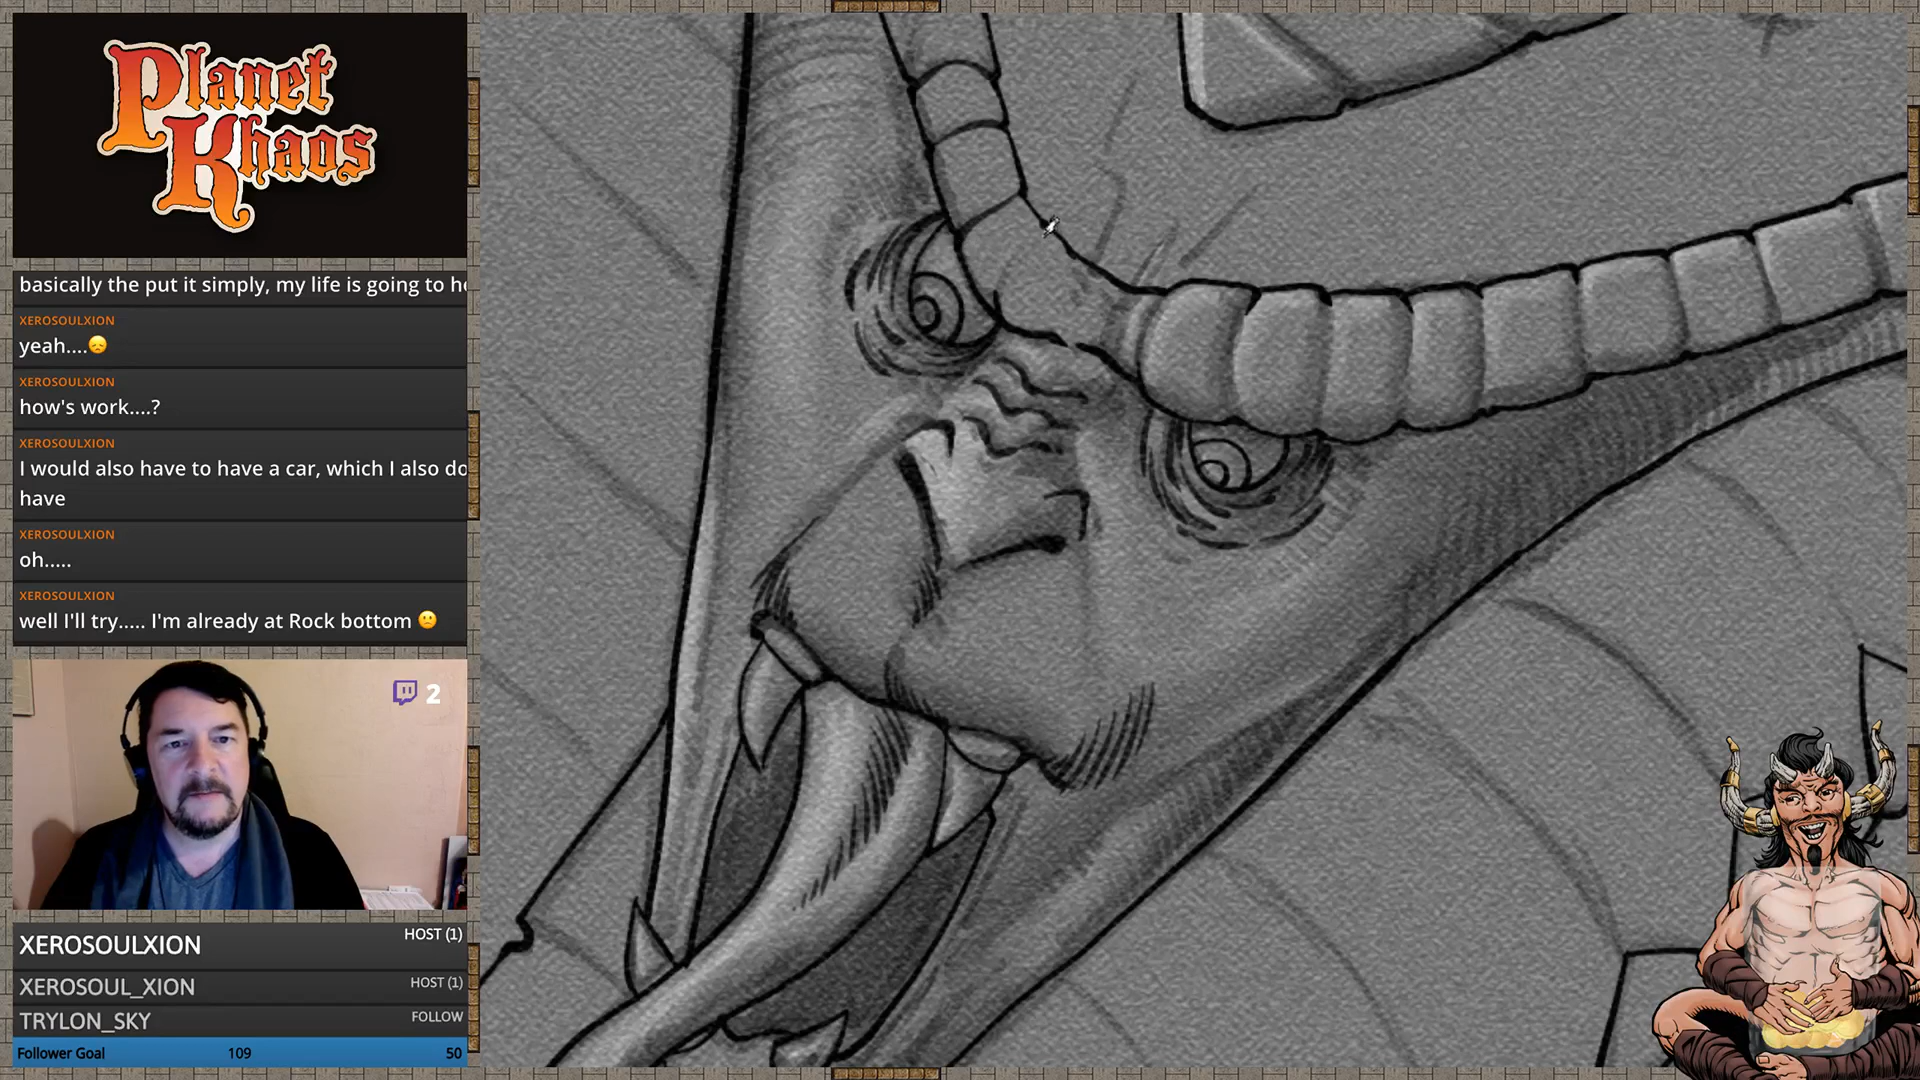 Planet
Khaos
basically the put it simply, my life is going to
XEROSOULXION
yeah....😞
XEROSOULXION
how's work....?
XEROSOULXION
I would also have to have a car, which I also
have
XEROSOULXION
oh.....
XEROSOULXION
well I'll try..... I'm already at Rock bottom 🙁
2
XEROSOULXION HOST (1)
XEROSOUL_XION HOST (1)
TRYLON_SKY FOLLOW
Follower Goal 109 50